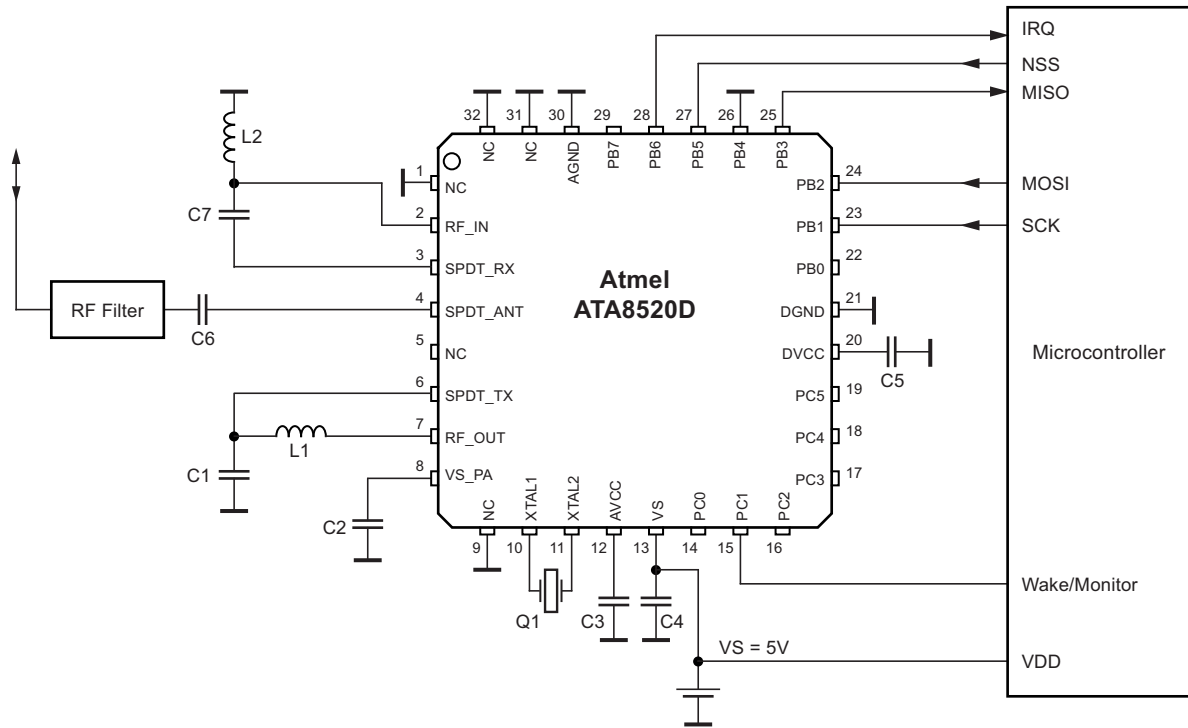 IRQ
NSS
MISO
32 31 30 29 28 27 26 25
NC NC AGND PB7 PB6 PB5 PB4 PB3
L2
1 NC
PB2 24 MOSI
C7
2 RF_IN
PB1 23 SCK
3 SPDT_RX
PB0 22
Atmel
ATA8520D
RF Filter
C6
4 SPDT_ANT
DGND 21
5 NC
DVCC 20
C5
Microcontroller
6 SPDT_TX
PC5 19
7 RF_OUT
L1
PC4 18
C1
8 VS_PA
PC3 17
C2
NC XTAL1 XTAL2 AVCC VS PC0 PC1 PC2
9 10 11 12 13 14 15 16
Wake/Monitor
Q1 C3 C4
VS = 5V
VDD